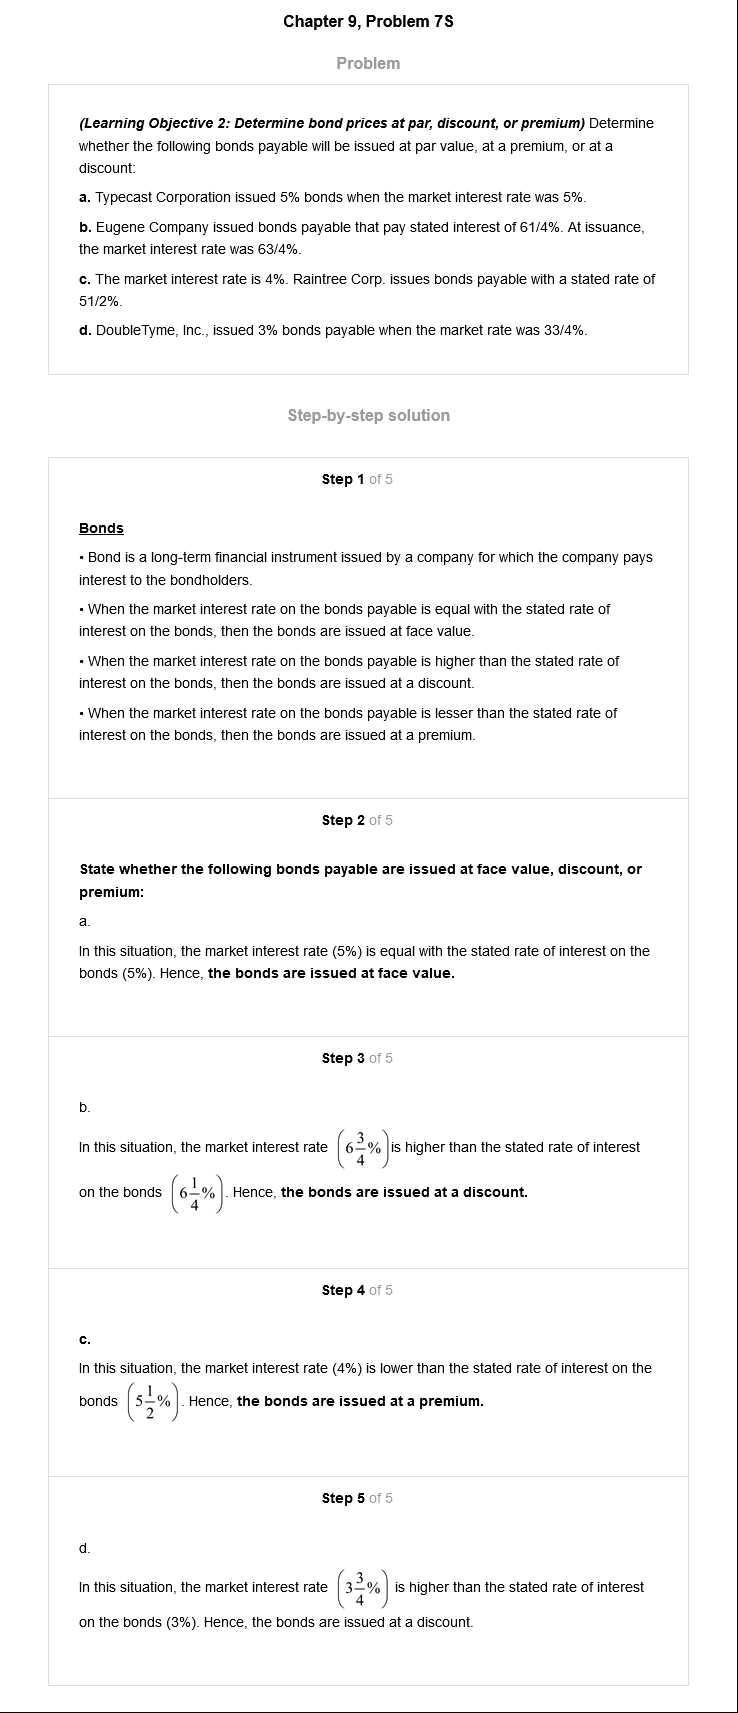 Chapter 9, Problem 7S
Problem
(Learning Objective 2: Determine bond prices at par, discount, or premium) Determine
whether the following bonds payable will be issued at par value, at a premium, or at a
discount:
a. Typecast Corporation issued 5% bonds when the market interest rate was 5%.
b. Eugene Company issued bonds payable that pay stated interest of 61/4%. At issuance,
the market interest rate was 63/4%.
c. The market interest rate is 4%. Raintree Corp. issues bonds payable with a stated rate of
51/2%.
d. DoubleTyme, Inc., issued 3% bonds payable when the market rate was 33/4%.
Step-by-step solution
Step 1 of 5
Bonds
• Bond is a long-term financial instrument issued by a company for which the company pays
interest to the bondholders.
• When the market interest rate on the bonds payable is equal with the stated rate of
interest on the bonds, then the bonds are issued at face value.
• When the market interest rate on the bonds payable is higher than the stated rate of
interest on the bonds, then the bonds are issued at a discount.
• When the market interest rate on the bonds payable is lesser than the stated rate of
interest on the bonds, then the bonds are issued at a premium.
Step 2 of 5
State whether the following bonds payable are issued at face value, discount, or
premium:
a.
In this situation, the market interest rate (5%) is equal with the stated rate of interest on the
bonds (5%). Hence, the bonds are issued at face value.
Step 3 of 5
b.
In this situation, the market interest rate (6 3/4 %) is higher than the stated rate of interest
on the bonds (6 1/4 %). Hence, the bonds are issued at a discount.
Step 4 of 5
c.
In this situation, the market interest rate (4%) is lower than the stated rate of interest on the
bonds (5 1/2 %). Hence, the bonds are issued at a premium.
Step 5 of 5
d.
In this situation, the market interest rate (3 3/4 %) is higher than the stated rate of interest
on the bonds (3%). Hence, the bonds are issued at a discount.